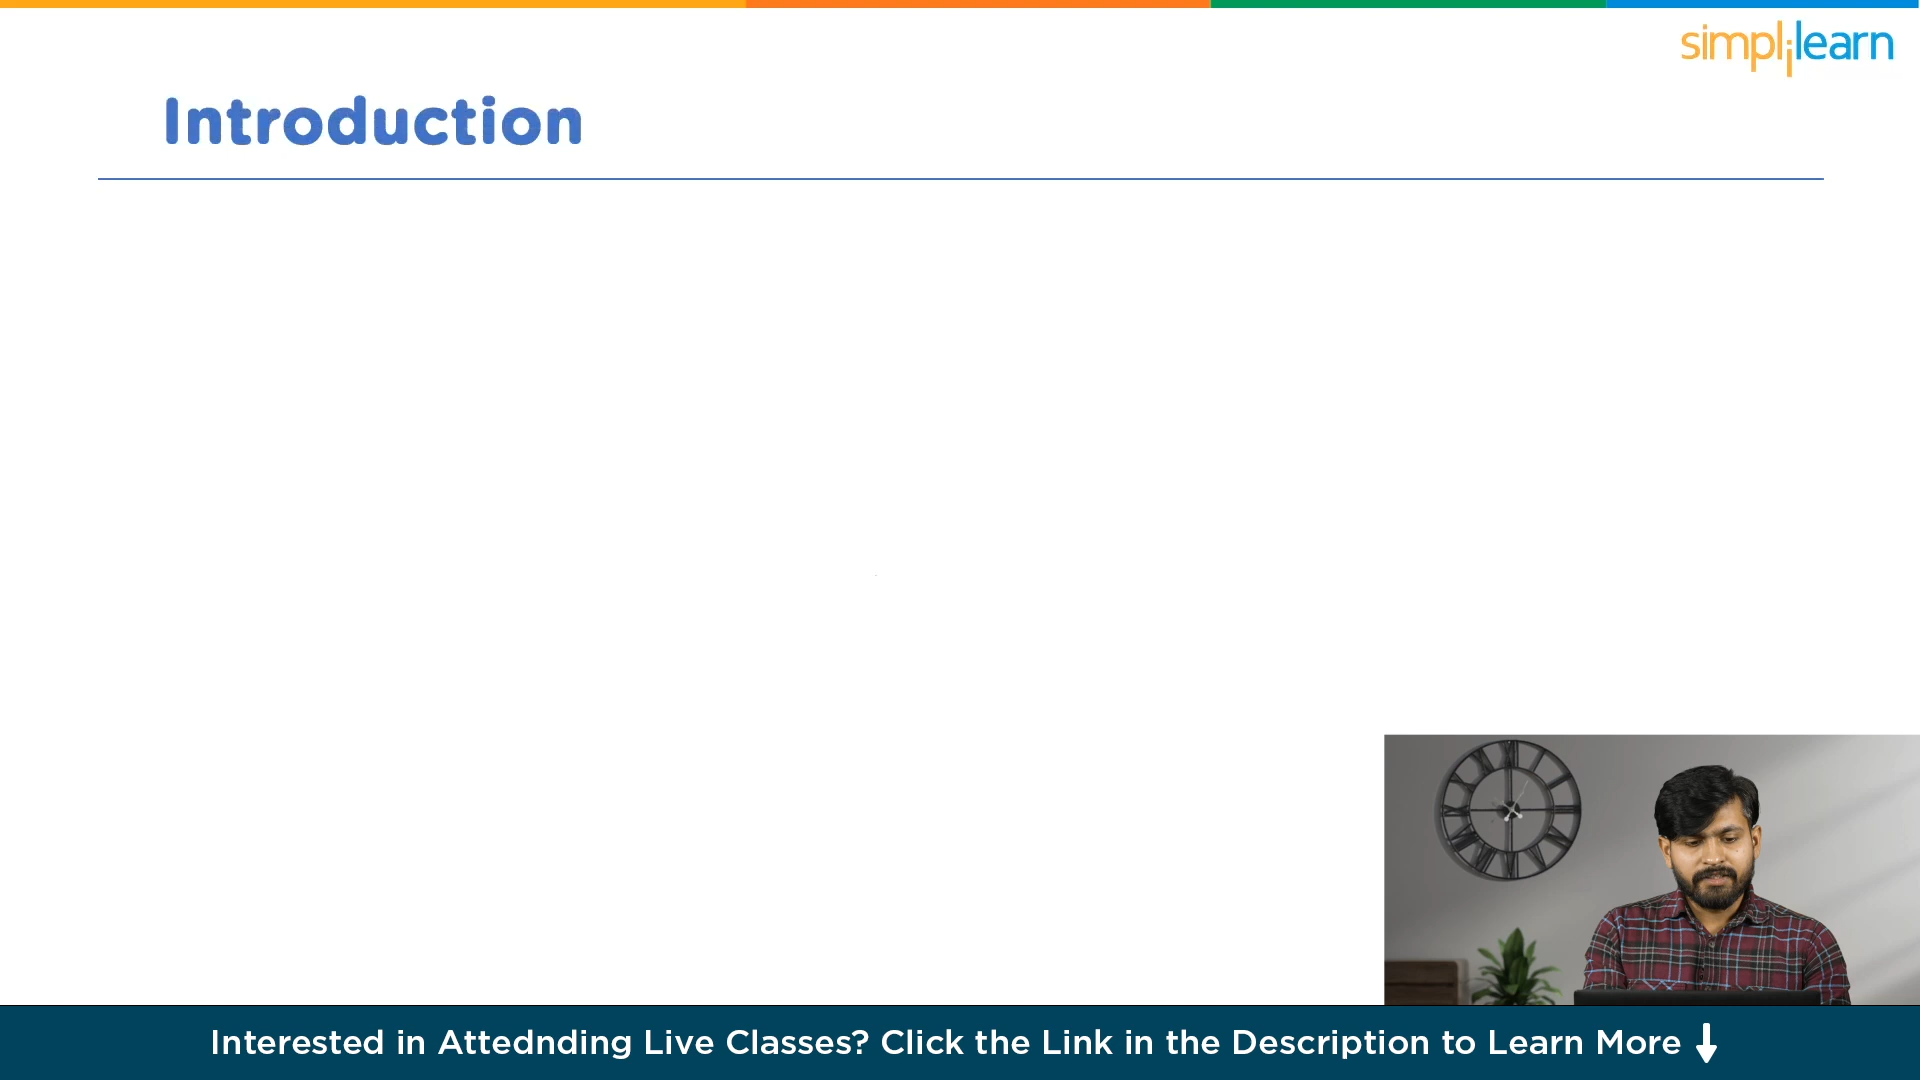 simplilearn
Introduction
Interested in Attednding Live Classes? Click the Link in the Description to Learn More